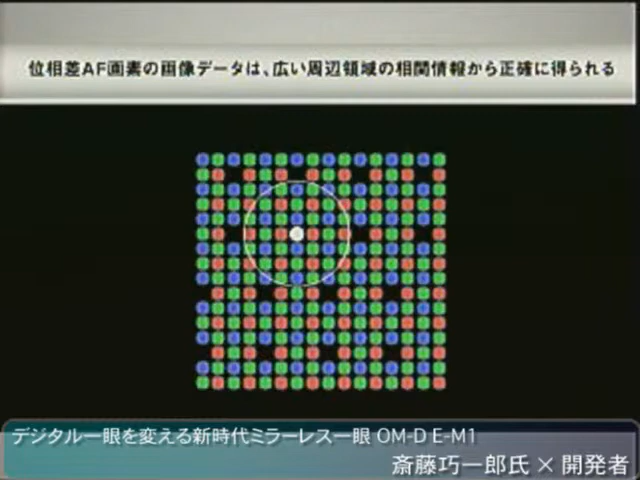 位相差AF画素の画像データは、広い周辺領域の相関情報から正確に得られる
デジタル一眼を変える新時代ミラーレス一眼 OM-D E-M1
斎藤巧一郎氏 × 開発者